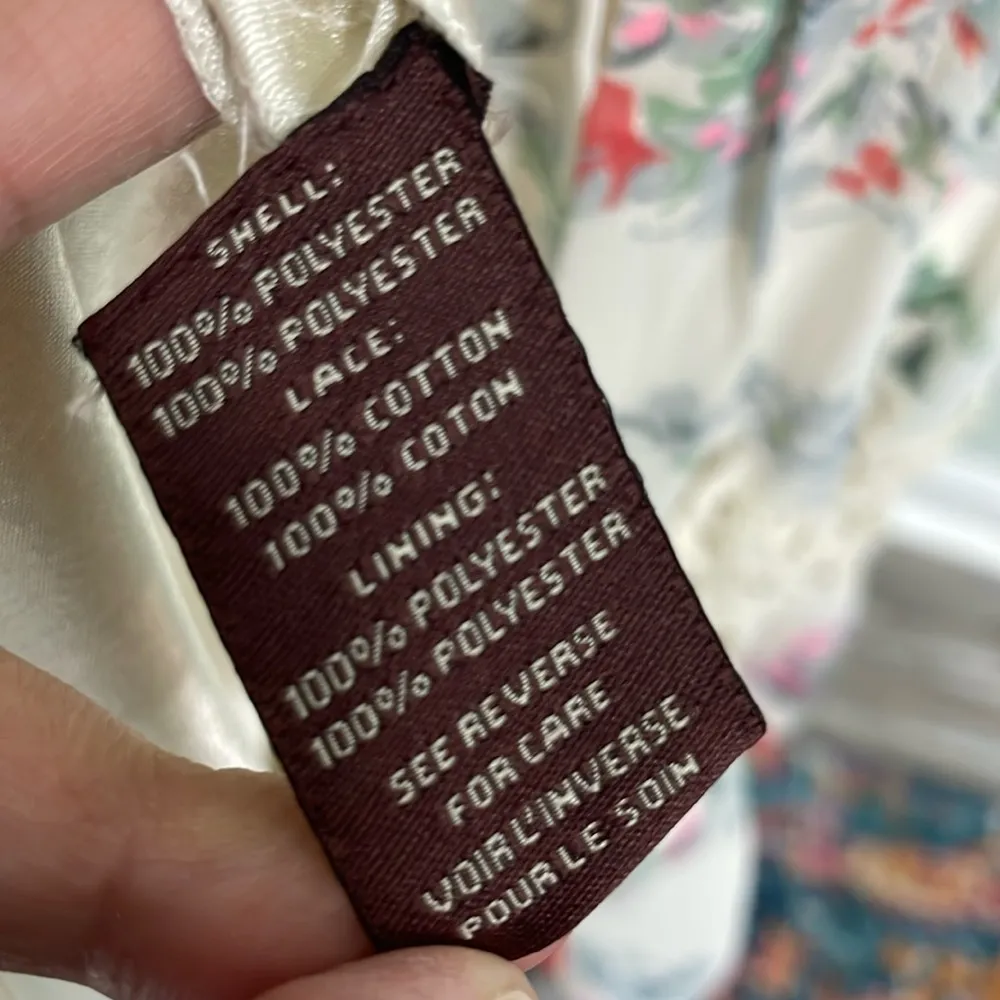 SHELL:
100% POLYESTER
100% POLYESTER
LACE:
100% COTTON
100% COTON
LINING:
100% POLYESTER
100% POLYESTER
SEE REVERSE
FOR CARE
VOIR L'INVERSE
POUR LE SOIN